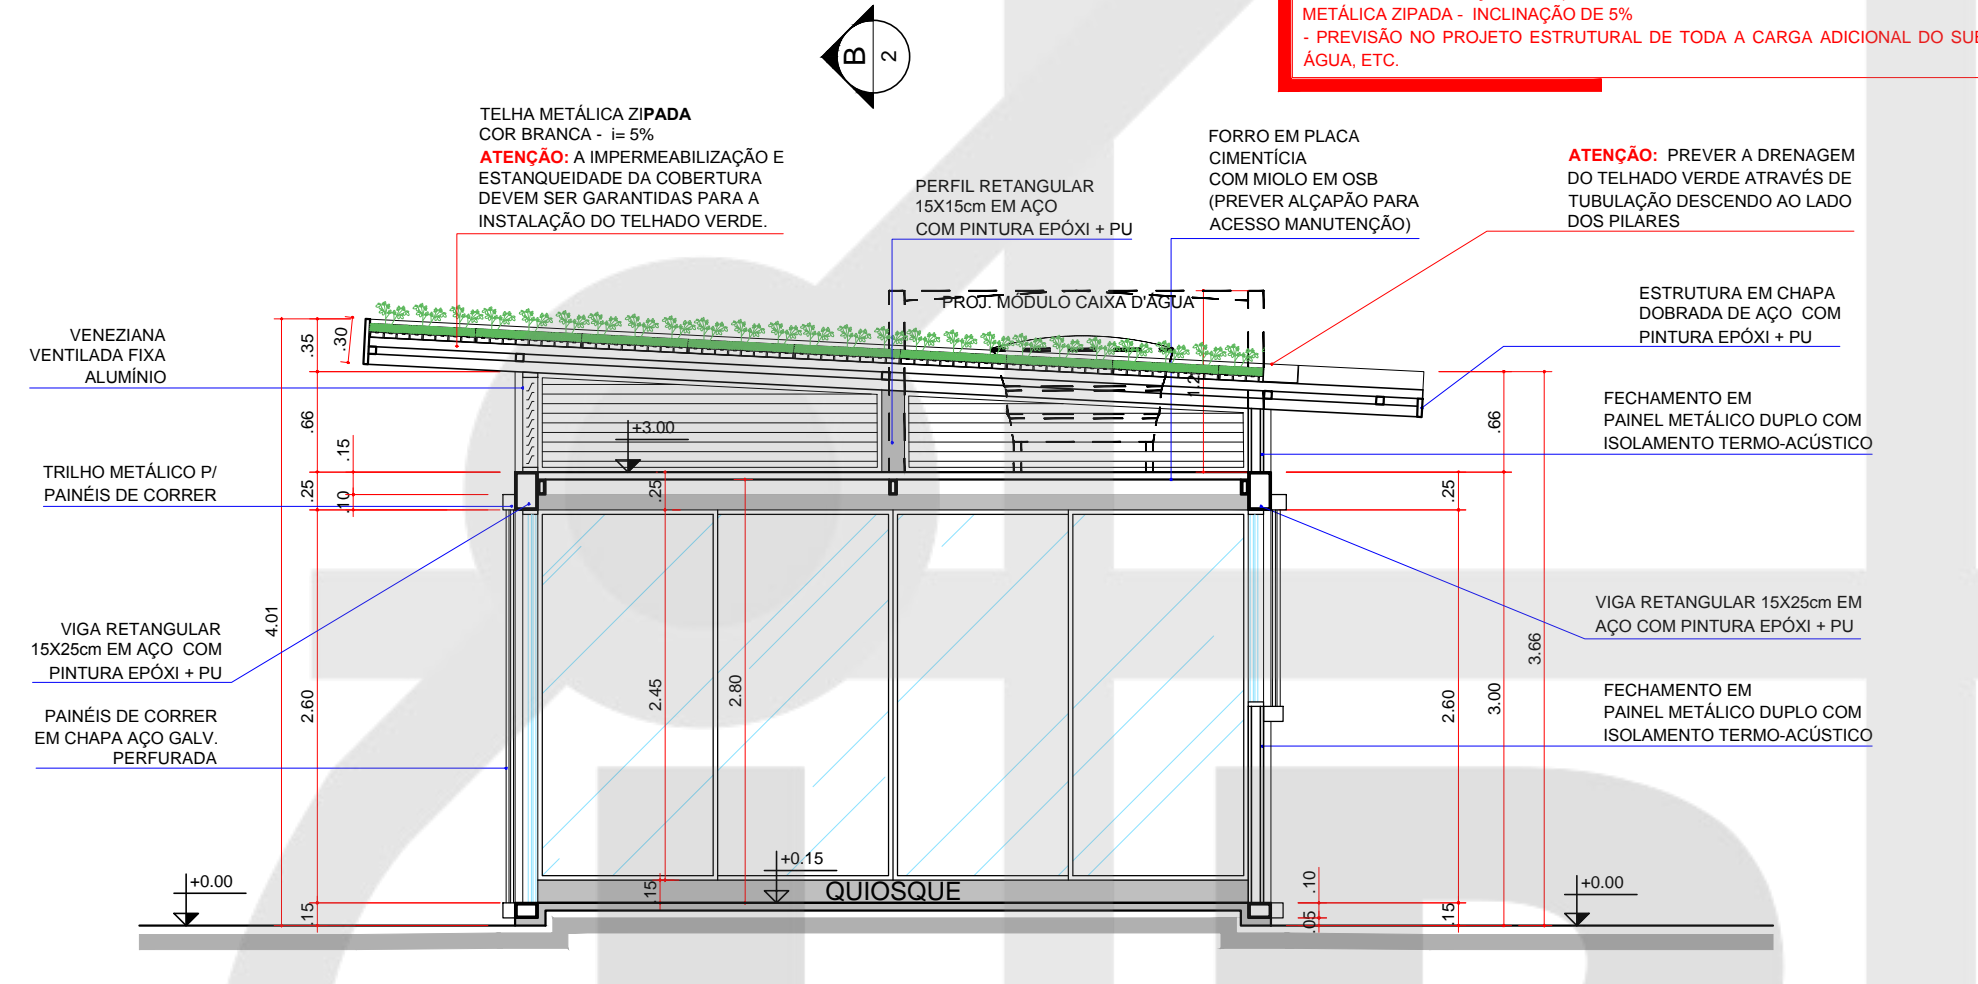 METÁLICA ZIPADA - INCLINAÇÃO DE 5%
- PREVISÃO NO PROJETO ESTRUTURAL DE TODA A CARGA ADICIONAL DO
ÁGUA, ETC.
B
2
TELHA METÁLICA ZIPADA
COR BRANCA - i= 5%
ATENÇÃO: A IMPERMEABILIZAÇÃO E
ESTANQUEIDADE DA COBERTURA
DEVEM SER GARANTIDAS PARA A
INSTALAÇÃO DO TELHADO VERDE.
PERFIL RETANGULAR
15X15cm EM AÇO
COM PINTURA EPÓXI + PU
FORRO EM PLACA
CIMENTÍCIA
COM MIOLO EM OSB
(PREVER ALÇAPÃO PARA
ACESSO MANUTENÇÃO)
ATENÇÃO: PREVER A DRENAGEM
DO TELHADO VERDE ATRAVÉS DE
TUBULAÇÃO DESCENDO AO LADO
DOS PILARES
PROJ. MÓDULO CAIXA D'ÁGUA
ESTRUTURA EM CHAPA
DOBRADA DE AÇO COM
PINTURA EPÓXI + PU
VENEZIANA
VENTILADA FIXA
ALUMÍNIO
.35
.30
.66
.15
.25
.10
+3.00
.25
.66
.25
FECHAMENTO EM
PAINEL METÁLICO DUPLO COM
ISOLAMENTO TERMO-ACÚSTICO
TRILHO METÁLICO P/
PAINÉIS DE CORRER
4.01
2.60
2.45
2.80
2.60
3.00
3.66
VIGA RETANGULAR
15X25cm EM AÇO COM
PINTURA EPÓXI + PU
VIGA RETANGULAR 15X25cm EM
AÇO COM PINTURA EPÓXI + PU
PAINÉIS DE CORRER
EM CHAPA AÇO GALV.
PERFURADA
FECHAMENTO EM
PAINEL METÁLICO DUPLO COM
ISOLAMENTO TERMO-ACÚSTICO
+0.00
.15
.15
+0.15
QUIOSQUE
.10
.05
.15
+0.00